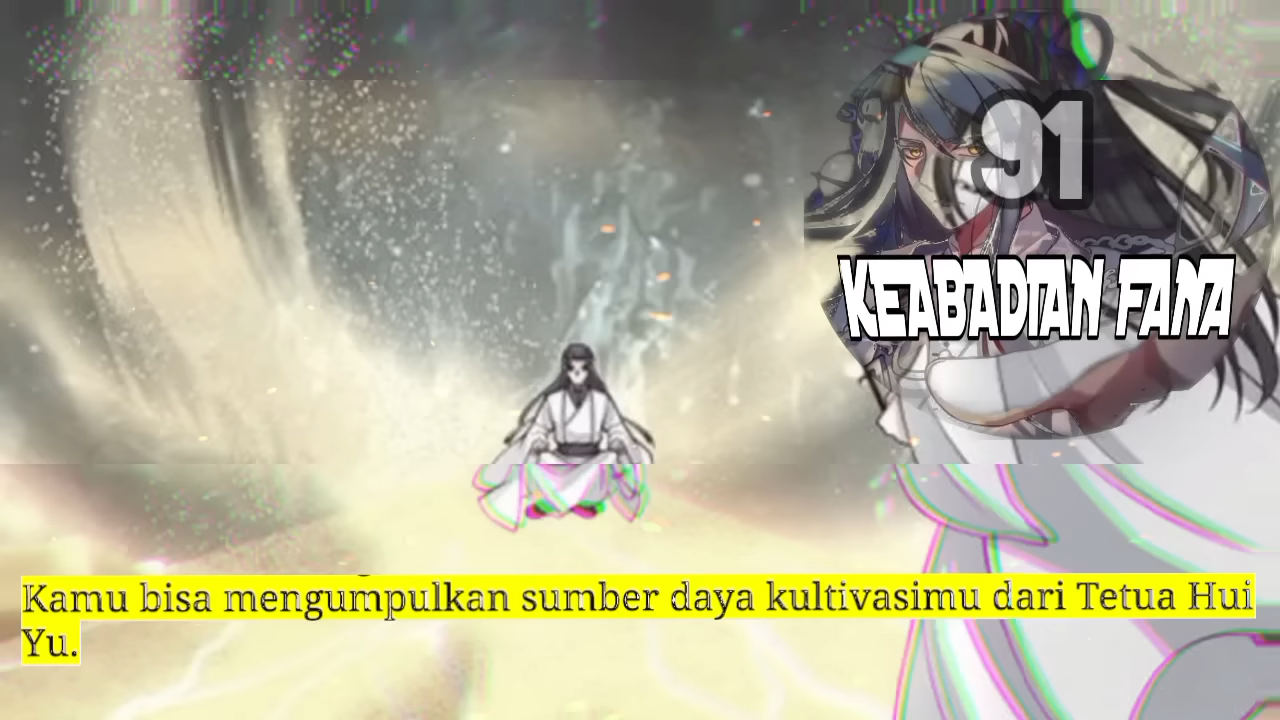 91
KEABADIAN FANA
Kamu bisa mengumpulkan sumber daya kultivasimu dari Tetua Hui
Yu.